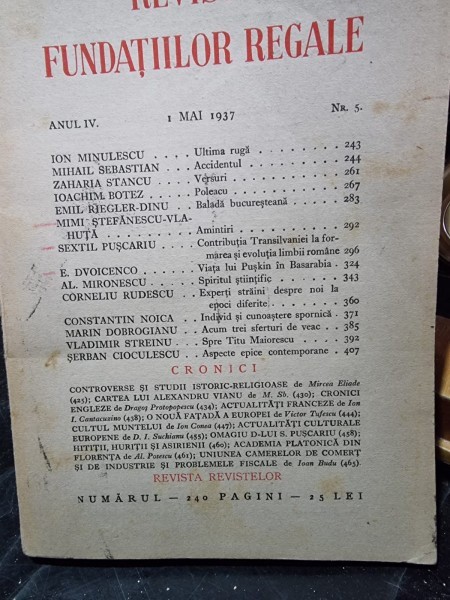 REVIS
FUNDAȚIILOR REGALE
ANUL IV. 1 MAI 1937 Nr. 5.
ION MINULESCU . . . . Ultima rugă . . . . . . . . . . 243
MIHAIL SEBASTIAN . . . . Accidentul . . . . . . . . . . 244
ZAHARIA STANCU . . . . Versuri . . . . . . . . . . 261
IOACHIM BOTEZ . . . . Poleacu . . . . . . . . . . 267
EMIL RIEGLER-DINU . . Baladă bucureșteană . . . . . . . 283
MIMI ȘTEFĂNESCU-VLA-
HUȚĂ . . . . . . . . Amintiri . . . . . . . . . . 292
SEXTIL PUȘCARIU . . . . Contribuția Transilvaniei la for-
marea și evoluția limbii române 296
E. DVOICENCO . . . . . . Viața lui Pușkin în Basarabia . 324
AL. MIRONESCU . . . . . Spiritul științific . . . . . . . . 343
CORNELIU RUDESCU . . . Experți străini despre noi la
epoci diferite . . . . . . . . 360
CONSTANTIN NOICA . . . Individ și cunoaștere spornică . 371
MARIN DOBROGIANU . . Acum trei sferturi de veac . . 385
VLADIMIR STREINU . . . Spre Titu Maiorescu . . . . . 392
ȘERBAN CIOCULESCU . . Aspecte epice contemporane . 407
CRONICI
CONTROVERSE ȘI STUDII ISTORIC-RELIGIOASE de Mircea Eliade
(425); CARTEA LUI ALEXANDRU VIANU de M. Sb. (430); CRONICI
ENGLEZE de Dragoș Protopopescu (434); ACTUALITĂȚI FRANCEZE de Ion
I. Cantacuzino (438); O NOUĂ FAȚADĂ A EUROPEI de Victor Tufescu (444);
CULTUL MUNTELUI de Ion Conea (447); ACTUALITĂȚI CULTURALE
EUROPENE de D. I. Suchianu (455); OMAGIU D-LUI S. PUȘCARIU (458);
HITIȚII, HURIȚII ȘI ASIRIENII (460); ACADEMIA PLATONICĂ DIN
FLORENȚA de Al. Potescu (461); UNIUNEA CAMERELOR DE COMERȚ
ȘI DE INDUSTRIE ȘI PROBLEMELE FISCALE de Ioan Budu (465).
REVISTA REVISTELOR
NUMĂRUL — 240 PAGINI — 25 LEI